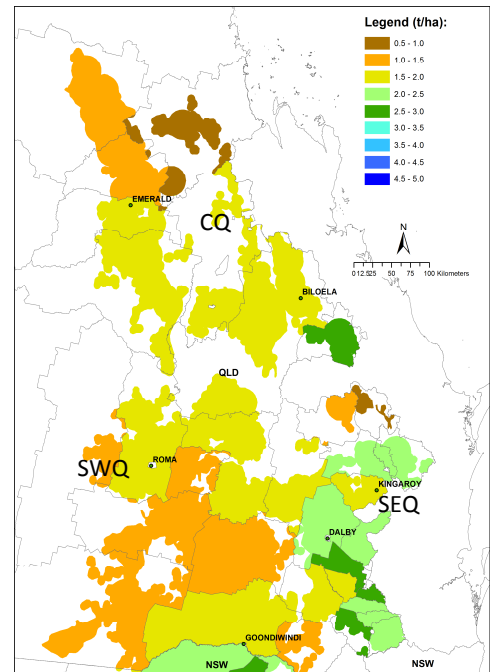 Legend (t/ha):
0.5 - 1.0
1.0 - 1.5
1.5 - 2.0
2.0 - 2.5
2.5 - 3.0
3.0 - 3.5
3.5 - 4.0
4.0 - 4.5
4.5 - 5.0
EMERALD
CQ
N
0 12.525 50 75 100 Kilometers
BILOELA
QLD
SWQ
ROMA
KINGAROY
SEQ
DALBY
GOONDIWINDI
NSW
NSW